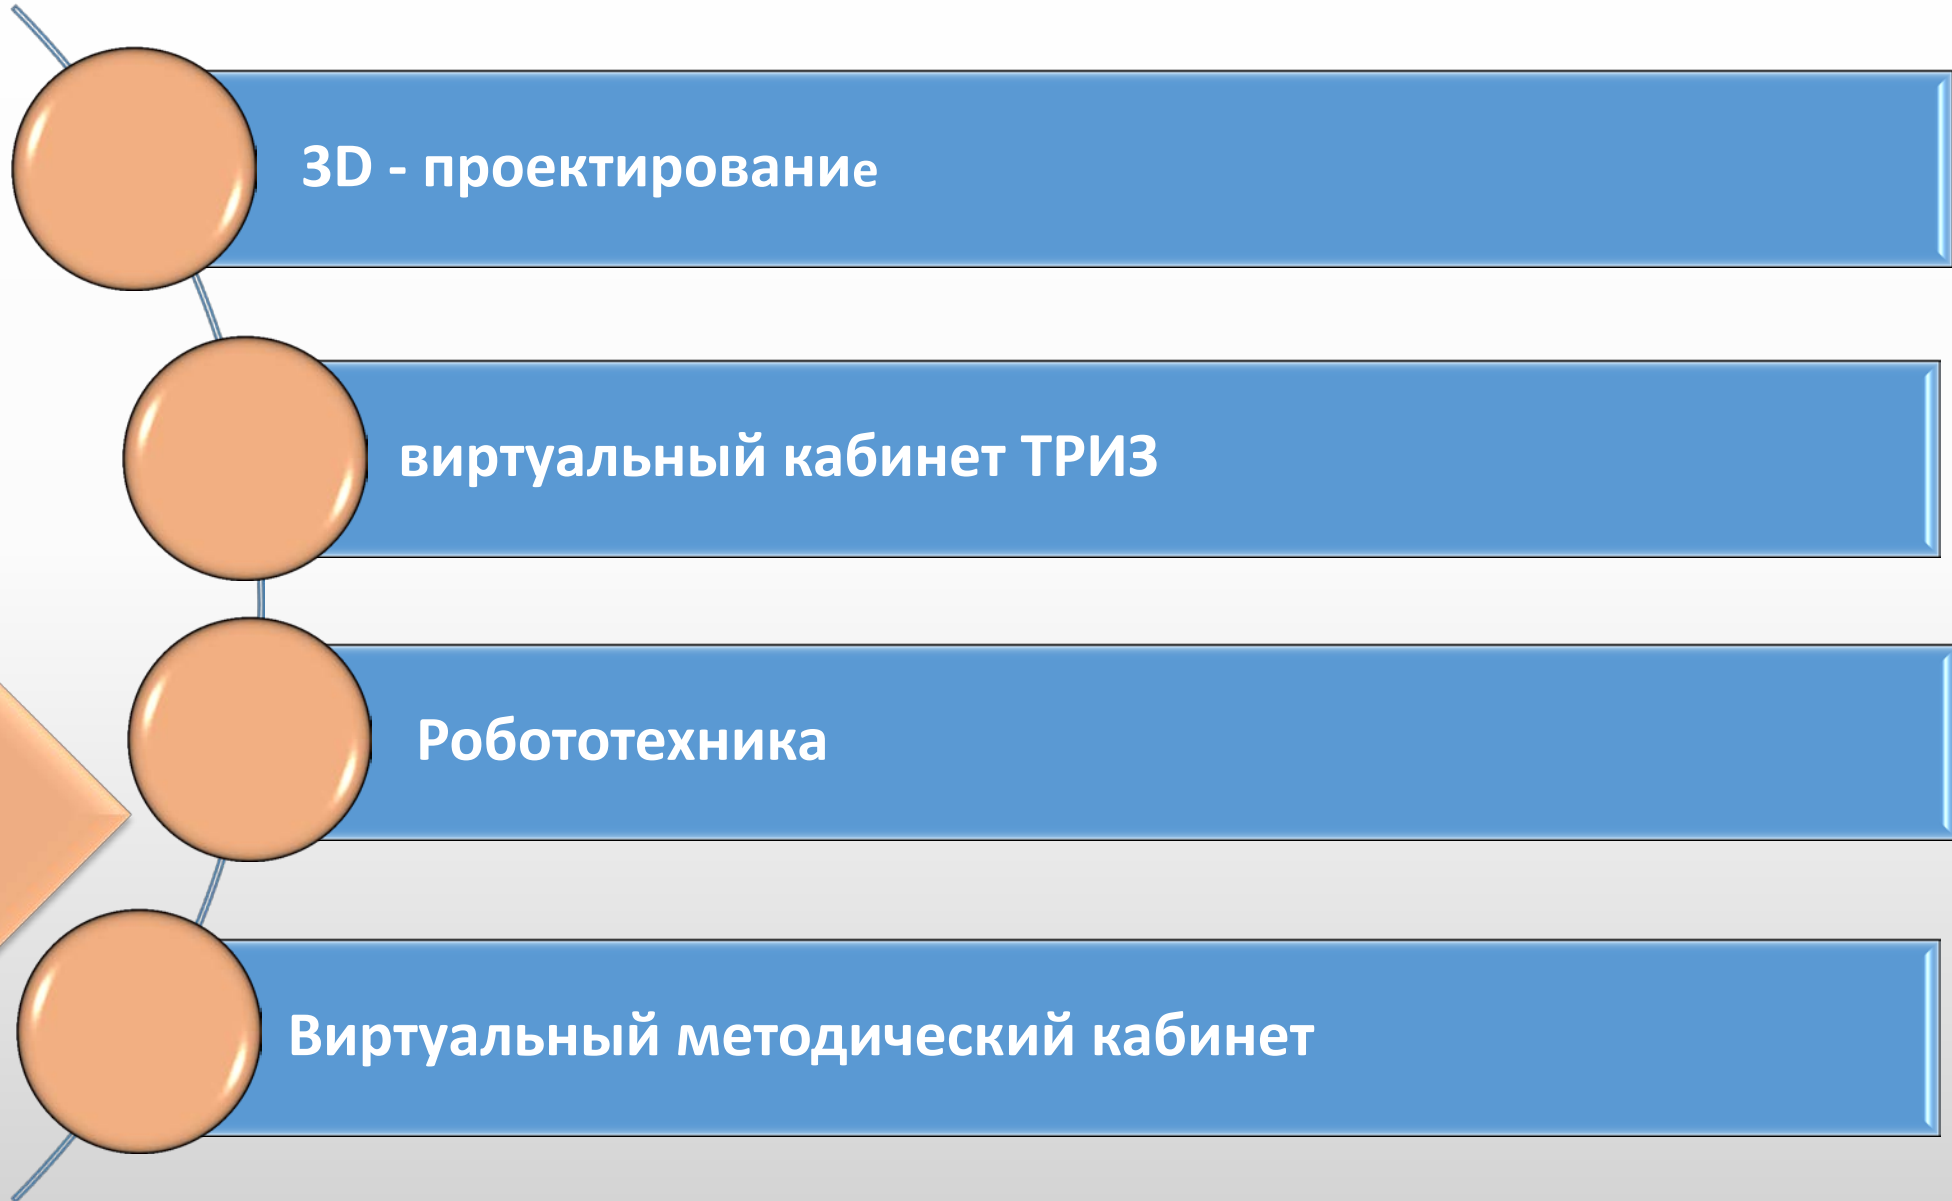 3D - проектирование
виртуальный кабинет ТРИЗ
Робототехника
Виртуальный методический кабинет